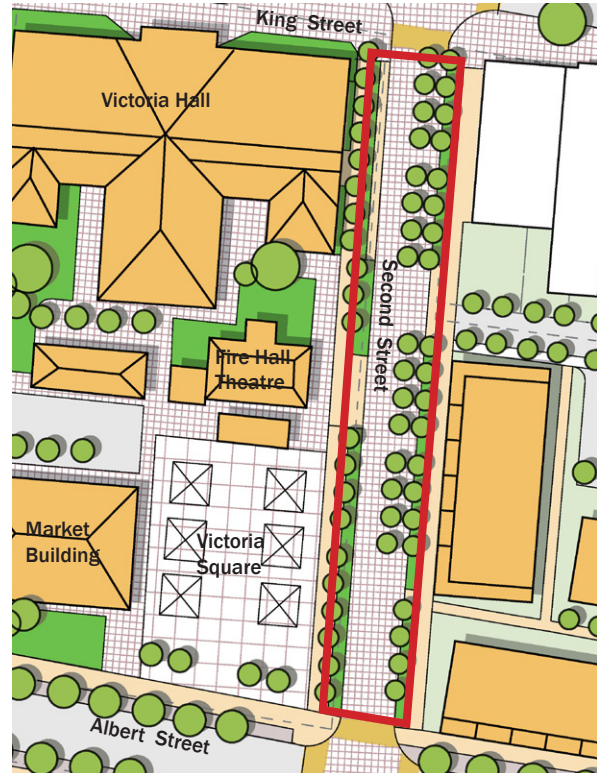 King Street
Victoria Hall
Second Street
Fire Hall
Theatre
Market
Building
Victoria
Square
Albert Street